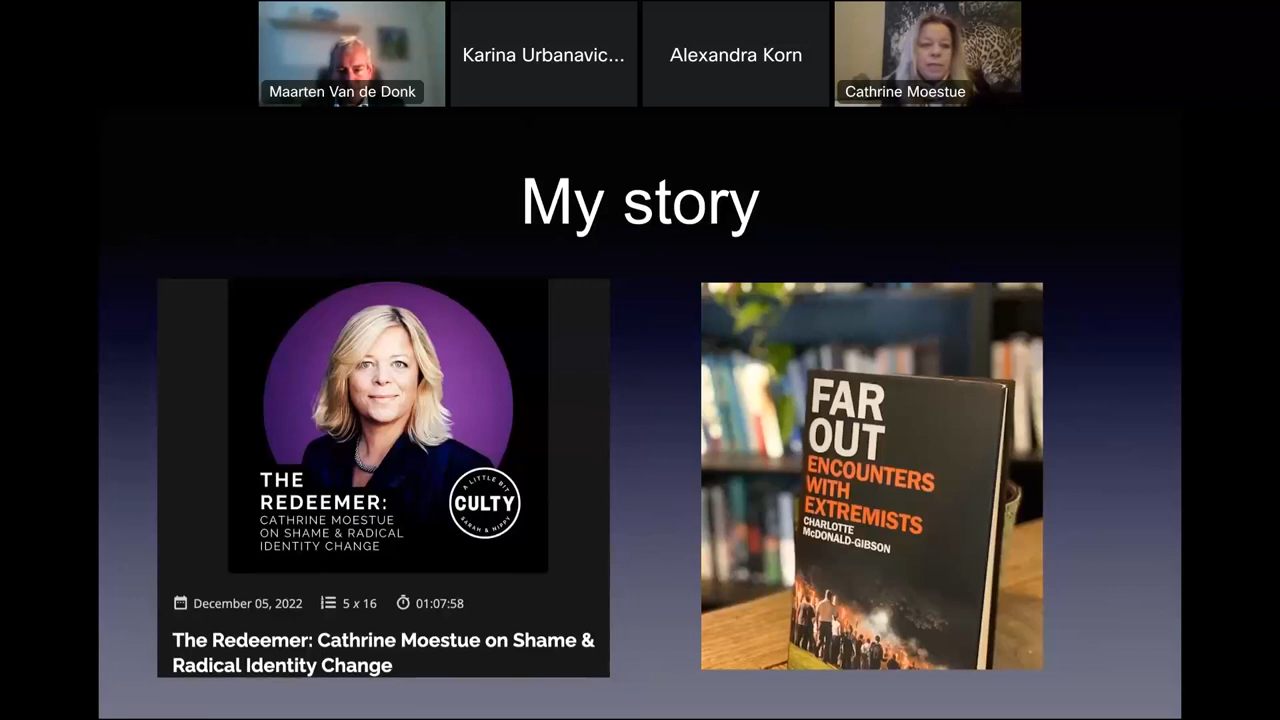 Maarten Van de Donk
Karina Urbanavic...
Alexandra Korn
Cathrine Moestue
My story
THE
REDEEMER:
CATHRINE MOESTUE
ON SHAME & RADICAL
IDENTITY CHANGE
A LITTLE BIT
CULTY
SARAH & NIPPY
December 05, 2022
5 x 16
01:07:58
The Redeemer: Cathrine Moestue on Shame &
Radical Identity Change
FAR
OUT
ENCOUNTERS
WITH
EXTREMISTS
CHARLOTTE
McDONALD-GIBSON